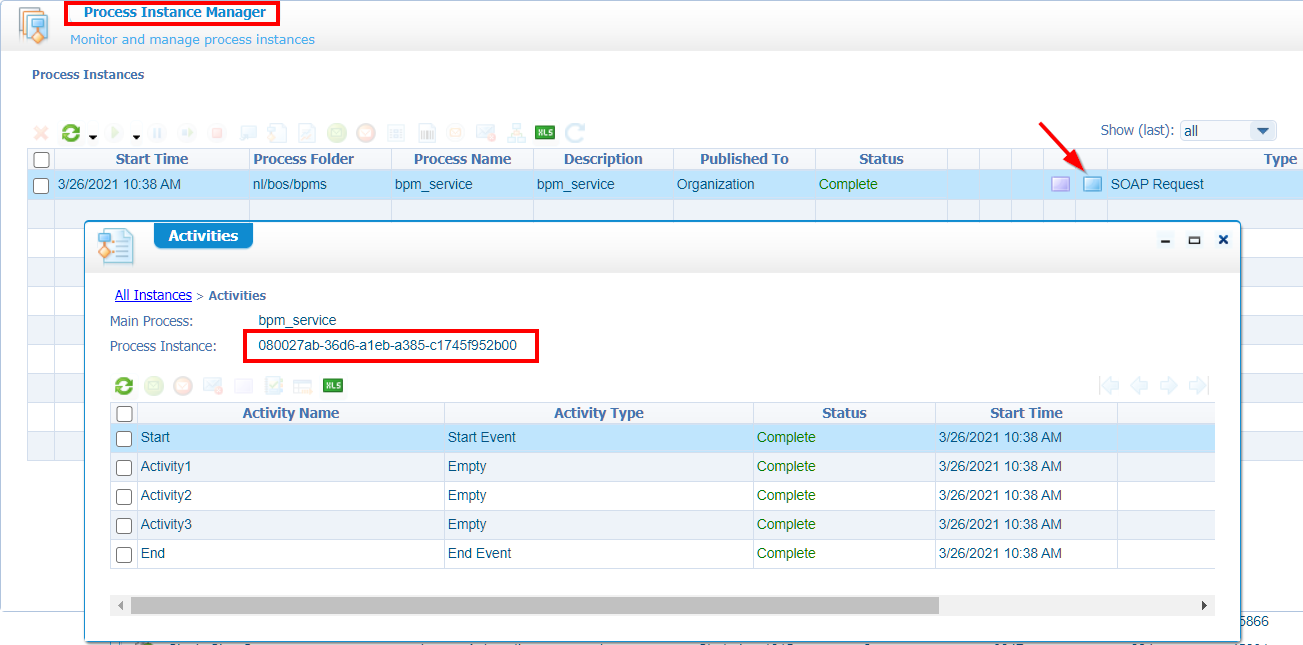 Process Instance Manager
Monitor and manage process instances
Process Instances
XLS
Show (last): all
Start Time Process Folder Process Name Description Published To Status Type
3/26/2021 10:38 AM nl/bos/bpms bpm_service bpm_service Organization Complete SOAP Request
Activities
All Instances > Activities
Main Process: bpm_service
Process Instance: 080027ab-36d6-a1eb-a385-c1745f952b00
XLS
Activity Name Activity Type Status Start Time
Start Start Event Complete 3/26/2021 10:38 AM
Activity1 Empty Complete 3/26/2021 10:38 AM
Activity2 Empty Complete 3/26/2021 10:38 AM
Activity3 Empty Complete 3/26/2021 10:38 AM
End End Event Complete 3/26/2021 10:38 AM
5866